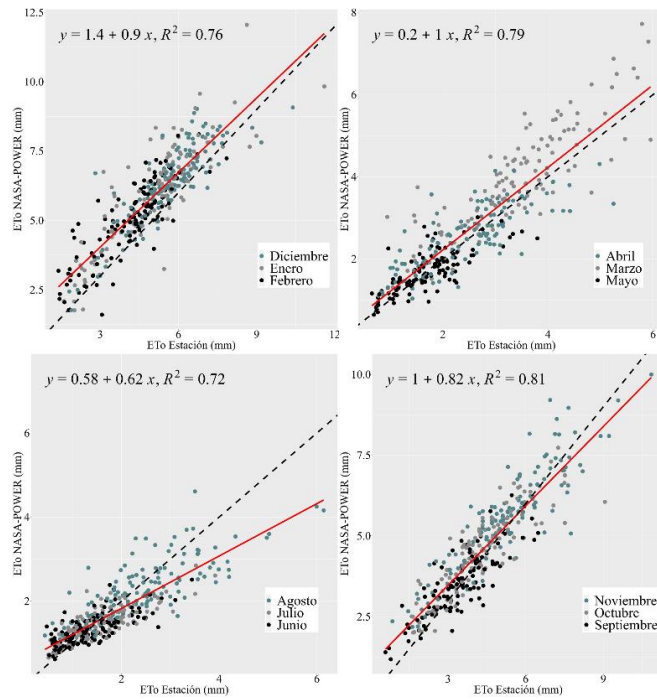 12.5
10.0
7.5
5.0
2.5
y = 1.4 + 0.9 x, R² = 0.76
Diciembre
Enero
Febrero
3
6
9
12
ETo Estación (mm)
ETo NASA-POWER (mm)
8
6
4
2
0
y = 0.2 + 1 x, R² = 0.79
Abril
Marzo
Mayo
2
4
6
ETo Estación (mm)
ETo NASA-POWER (mm)
6
4
2
y = 0.58 + 0.62 x, R² = 0.72
Agosto
Julio
Junio
2
4
6
ETo Estación (mm)
ETo NASA-POWER (mm)
10.0
7.5
5.0
2.5
y = 1 + 0.82 x, R² = 0.81
Noviembre
Octubre
Septiembre
3
6
9
ETo Estación (mm)
ETo NASA-POWER (mm)